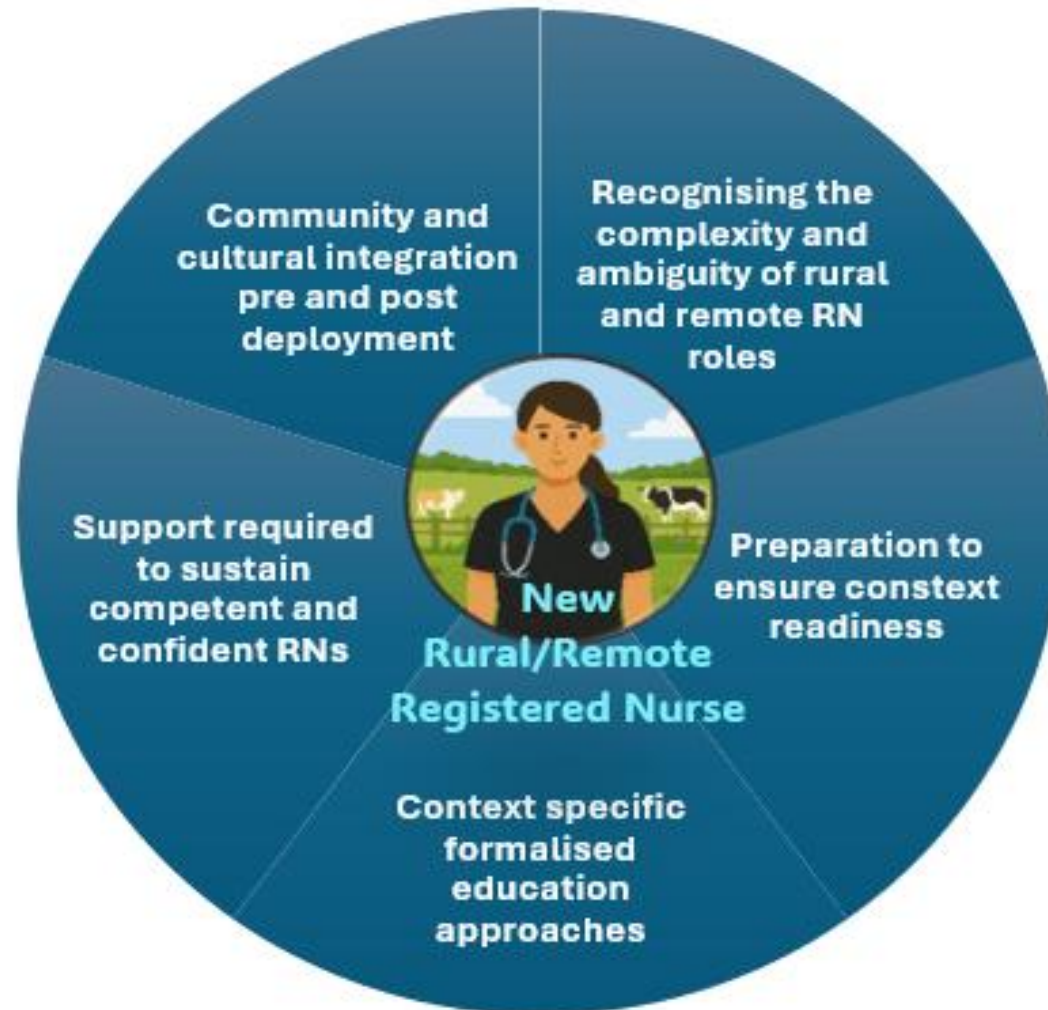 Community and
cultural integration
pre and post
deployment
Recognising the
complexity and
ambiguity of rural
and remote RN
roles
Support required
to sustain
competent and
confident RNs
Preparation to
ensure constext
readiness
New
Rural/Remote
Registered Nurse
Context specific
formalised
education
approaches